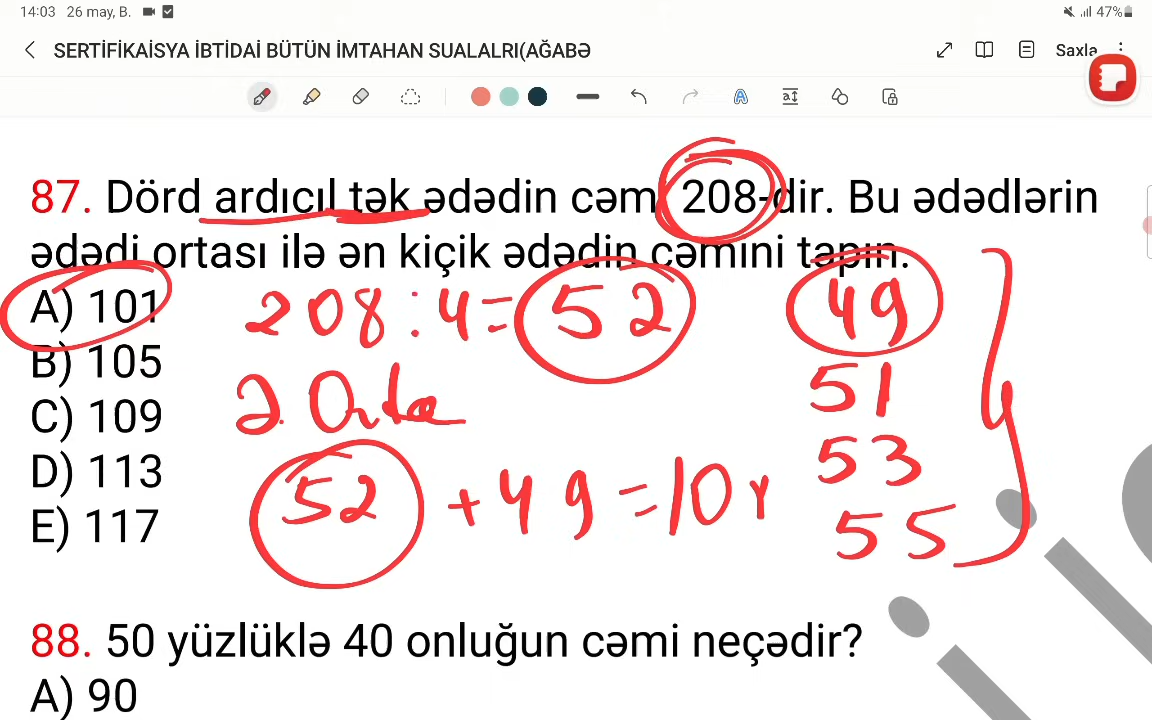 14:03 26 may, B. 47%
SERTİFİKAİSYA İBTİDAİ BÜTÜN İMTAHAN SUALALRI(AĞABƏ Saxla
87. Dörd ardıcıl tək ədədin cəmi 208-dir. Bu ədədlərin
ədədi ortası ilə ən kiçik ədədin cəmini tapın.
A) 101
B) 105
C) 109
D) 113
E) 117
208:4=52
Ə. Orta
52+49=101
49
51
53
55
88. 50 yüzlüklə 40 onluğun cəmi neçədir?
A) 90